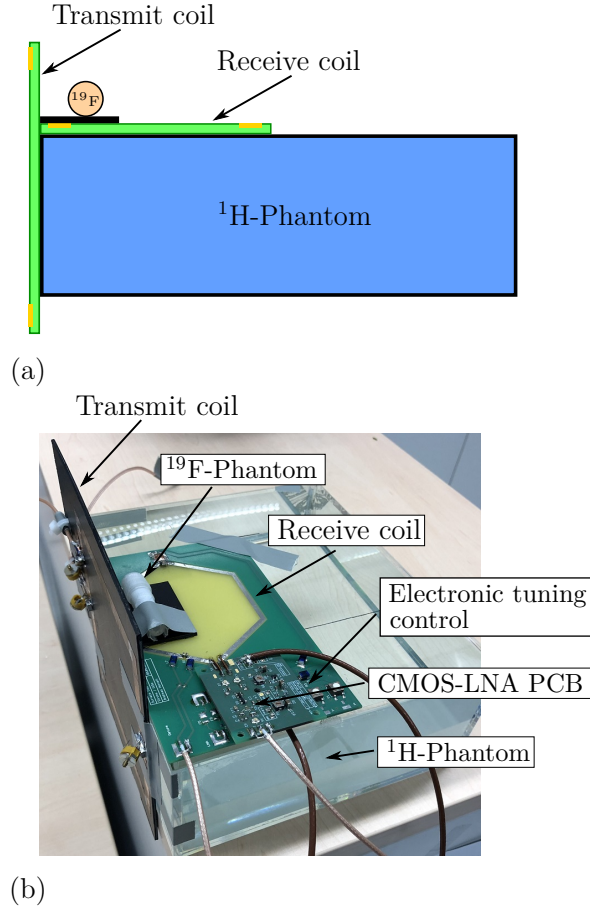 Transmit coil
Receive coil
¹⁹F
¹H-Phantom
(a)
Transmit coil
¹⁹F-Phantom
Receive coil
Electronic tuning
control
CMOS-LNA PCB
¹H-Phantom
(b)